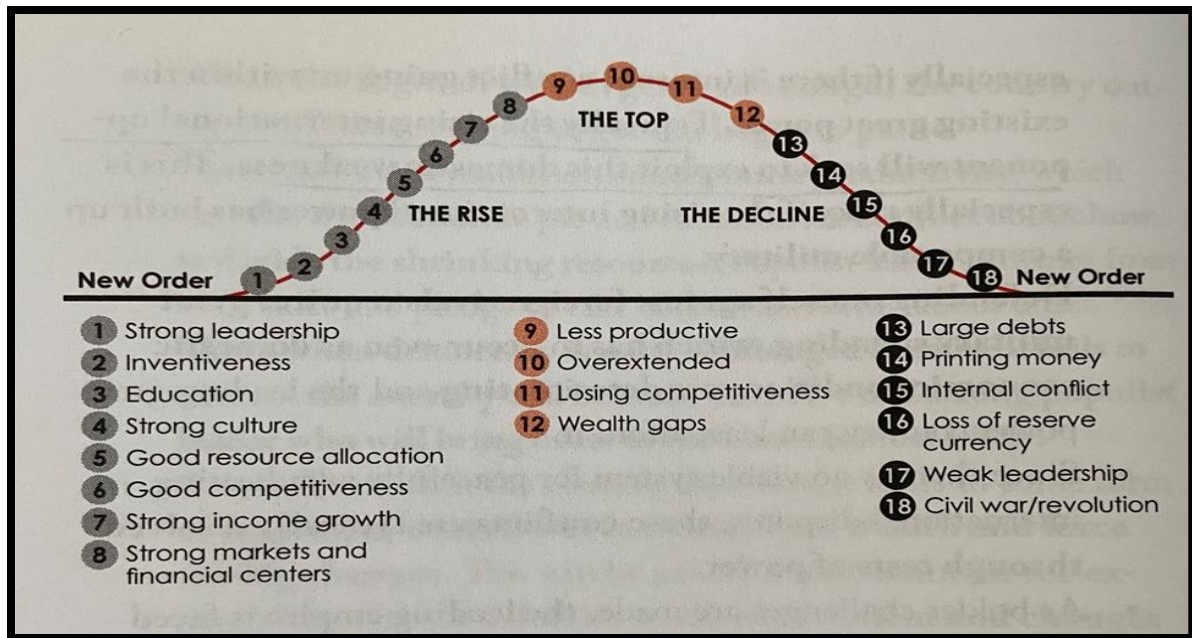 9 10 11 12
8 THE TOP 13
7
6 14
5 15
4 THE RISE THE DECLINE
3 16
2 17
New Order 1 18 New Order
1 Strong leadership
2 Inventiveness
3 Education
4 Strong culture
5 Good resource allocation
6 Good competitiveness
7 Strong income growth
8 Strong markets and
financial centers
9 Less productive
10 Overextended
11 Losing competitiveness
12 Wealth gaps
13 Large debts
14 Printing money
15 Internal conflict
16 Loss of reserve
currency
17 Weak leadership
18 Civil war/revolution